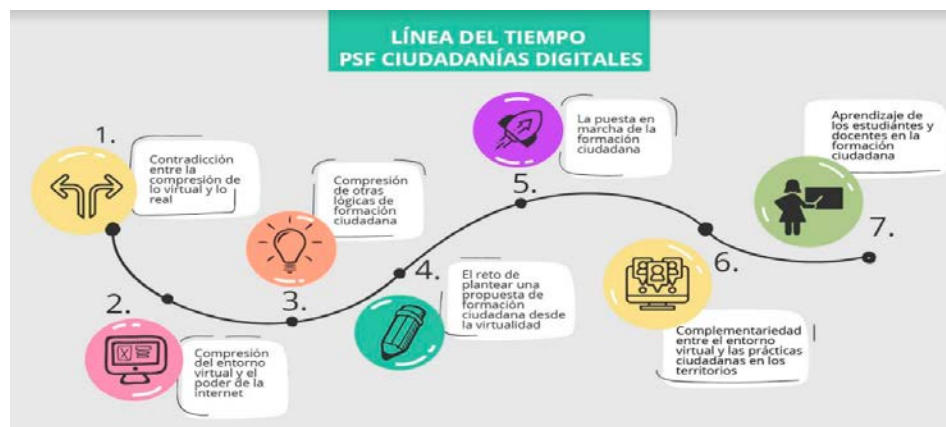 LÍNEA DEL TIEMPO
PSF CIUDADANÍAS DIGITALES
1.
Contradicción
entre la
compresión de
lo virtual y lo
real
2.
Compresión
del entorno
virtual y el
poder de la
internet
3.
Compresión
de otras
lógicas de
formación
ciudadana
4.
El reto de
plantear una
propuesta de
formación
ciudadana desde
la virtualidad
5.
La puesta en
marcha de la
formación
ciudadana
6.
Complementariedad
entre el entorno
virtual y las prácticas
ciudadanas en los
territorios
7.
Aprendizaje de
los estudiántes y
docentes en la
formación
ciudadana